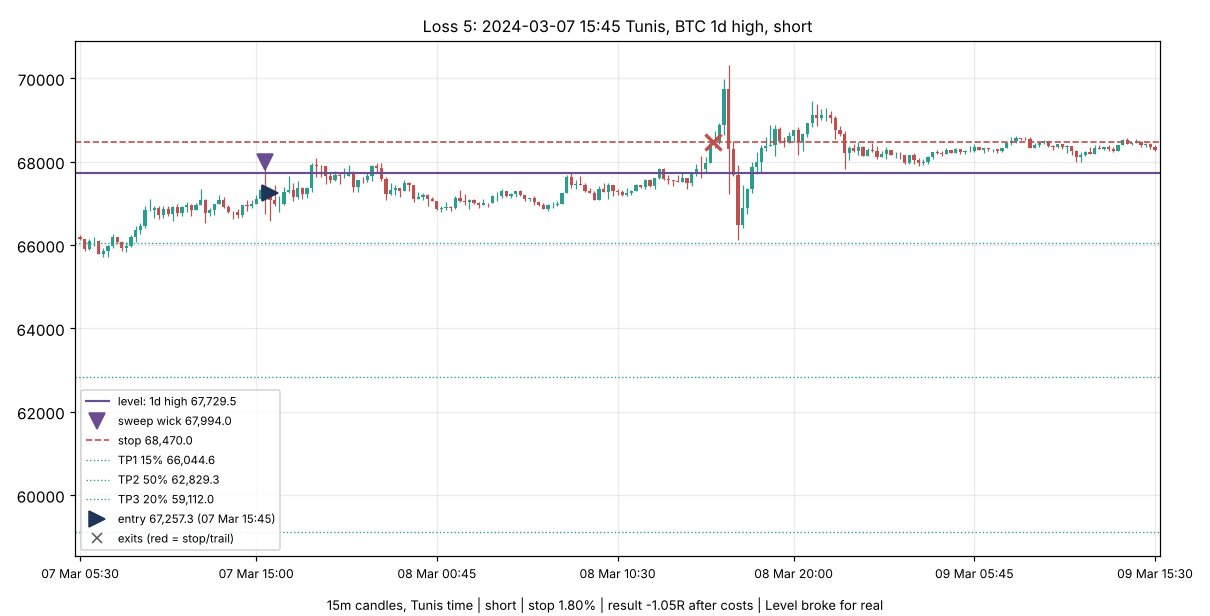 Loss 5: 2024-03-07 15:45 Tunis, BTC 1d high, short
70000
68000
66000
64000
62000
60000
level: 1d high 67,729.5
sweep wick 67,994.0
stop 68,470.0
TP1 15% 66,044.6
TP2 50% 62,829.3
TP3 20% 59,112.0
entry 67,257.3 (07 Mar 15:45)
exits (red = stop/trail)
07 Mar 05:30
07 Mar 15:00
08 Mar 00:45
08 Mar 10:30
08 Mar 20:00
09 Mar 05:45
09 Mar 15:30
15m candles, Tunis time | short | stop 1.80% | result -1.05R after costs | Level broke for real